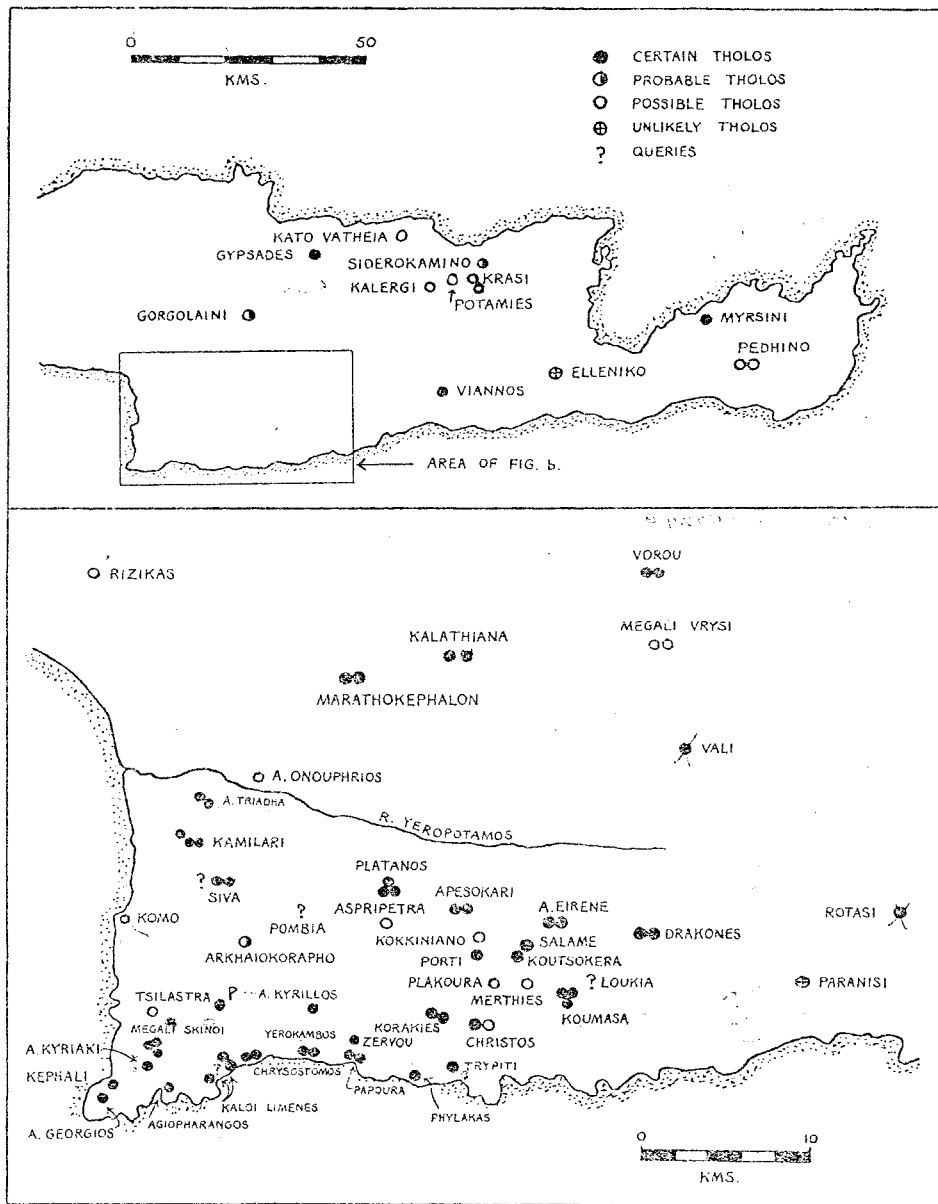 0 50
KMS.
CERTAIN THOLOS
PROBABLE THOLOS
POSSIBLE THOLOS
UNLIKELY THOLOS
? QUERIES
KATO VATHEIA
GYPSADES
SIDEROKAMINO
KRASI
KALERGI
POTAMIES
GORGOLAINI
MYRSINI
PEDHINO
ELLENIKO
VIANNOS
AREA OF FIG. b.
VOROU
RIZIKAS
MEGALI VRYSI
KALATHIANA
MARATHOKEPHALON
VALI
A. ONOUPHRIOS
A. TRIADHA
R. YEROPOTAMOS
KAMILARI
PLATANOS
?
SIVA
APESOKARI
?
POMBIA
ASPRIPETRA
A. EIRENE
ROTASI
KOMO
KOKKINIANO
SALAME
DRAKONES
ARKHAIOKORAPHO
PORTI
KOUTSOKERA
PLAKOURA
MERTHIES
?
LOUKIA
PARANISI
TSILASTRA
A. KYRILLOS
KOUMASA
MEGALI SKINOI
KORAKIES
CHRISTOS
YEROKAMBOS
ZERVOU
A. KYRIAKI
KEPHALI
CHRYSOSTOMOS
TRYPITI
PAPOURA
KALOI LIMENES
PHYLAKAS
AGIOPHARANGOS
A. GEORGIOS
0 10
KMS.